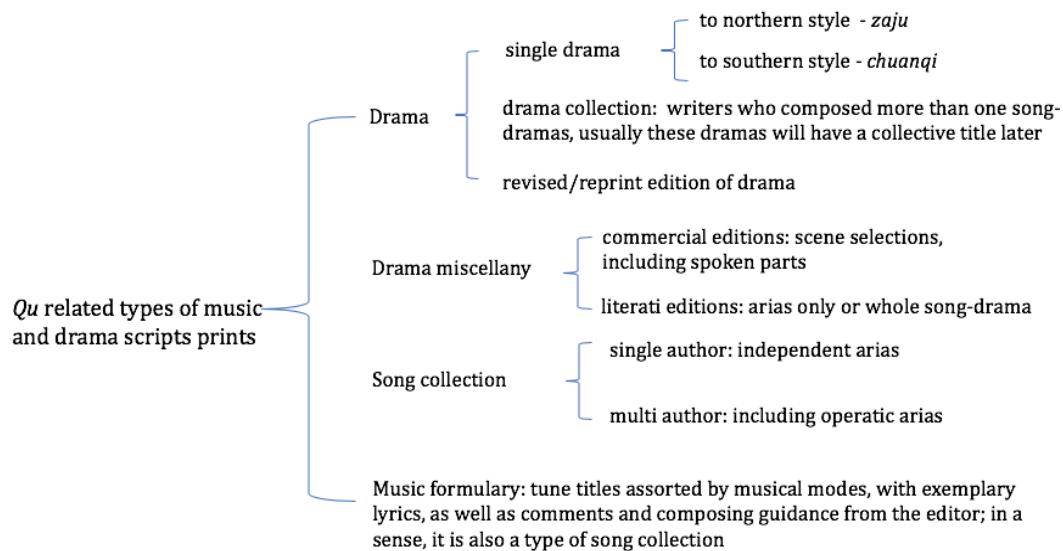 Qu related types of music
and drama scripts prints
Drama
single drama
to northern style - zaju
to southern style - chuanqi
drama collection: writers who composed more than one song-
dramas, usually these dramas will have a collective title later
revised/reprint edition of drama
Drama miscellany
commercial editions: scene selections,
including spoken parts
literati editions: arias only or whole song-drama
Song collection
single author: independent arias
multi author: including operatic arias
Music formulary: tune titles assorted by musical modes, with exemplary
lyrics, as well as comments and composing guidance from the editor; in a
sense, it is also a type of song collection